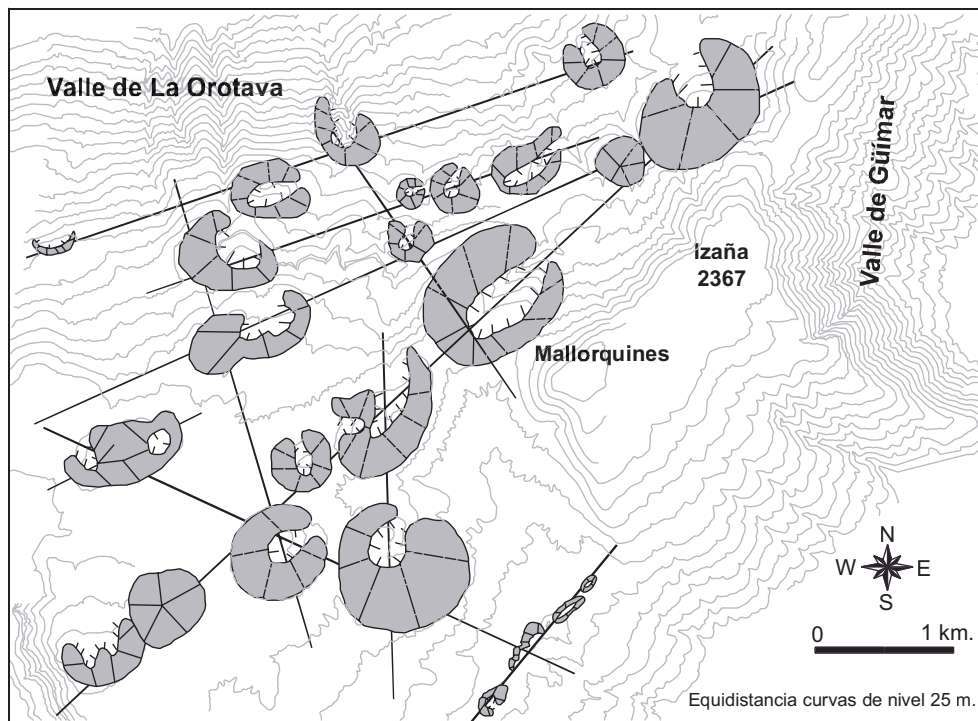 Valle de La Orotava
Valle de Güímar
Izaña
2367
Mallorquines
N
W E
S
0 1 km.
Equidistancia curvas de nivel 25 m.